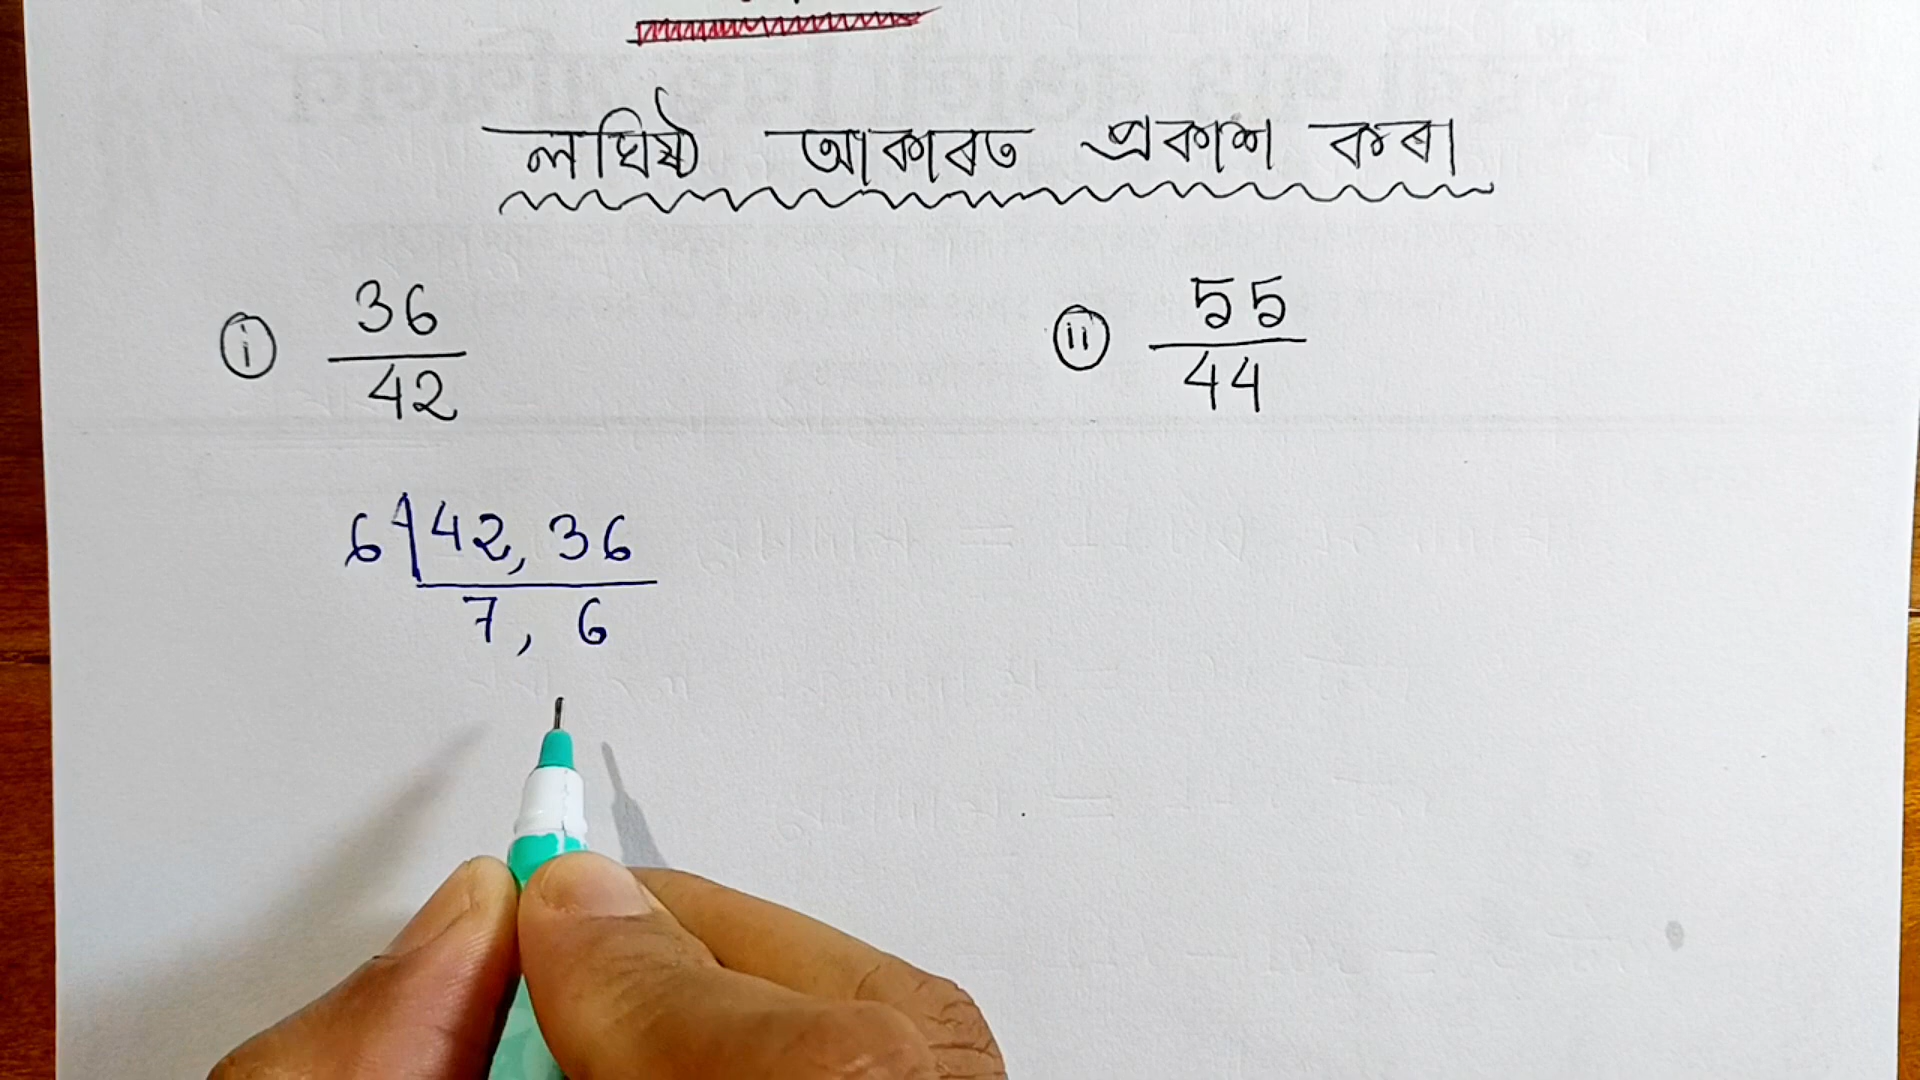 লঘিষ্ঠ আকাৰত প্ৰকাশ কৰা
i 36/42
ii 55/44
6 42, 36
7, 6